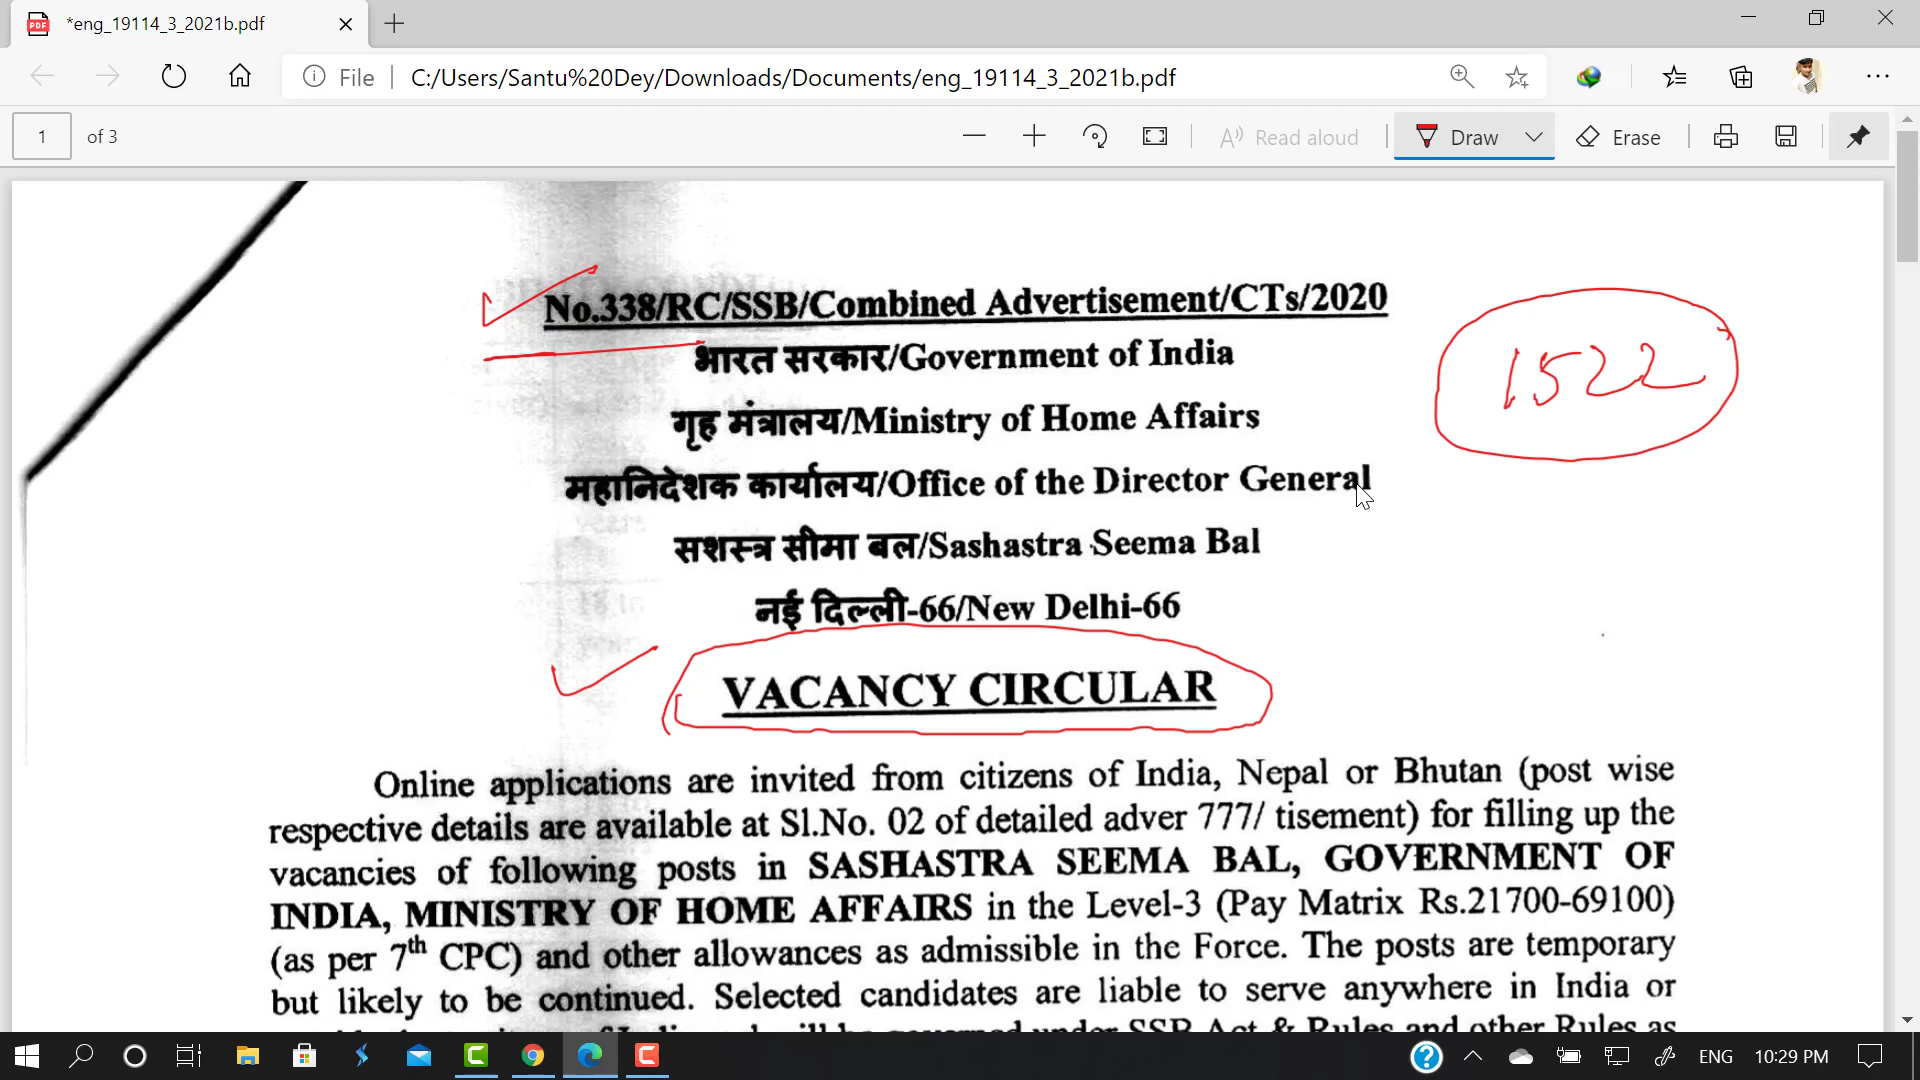 *eng_19114_3_2021b.pdf
File
C:/Users/Santu%20Dey/Downloads/Documents/eng_19114_3_2021b.pdf
1 of 3
Read aloud
Draw
Erase
No.338/RC/SSB/Combined Advertisement/CTs/2020
भारत सरकार/Government of India
1522
गृह मंत्रालय/Ministry of Home Affairs
महानिदेशक कार्यालय/Office of the Director General
सशस्त्र सीमा बल/Sashastra Seema Bal
नई दिल्ली-66/New Delhi-66
VACANCY CIRCULAR
Online applications are invited from citizens of India, Nepal or Bhutan (post wise
respective details are available at Sl.No. 02 of detailed adver 777/ tisement) for filling up the
vacancies of following posts in SASHASTRA SEEMA BAL, GOVERNMENT OF
INDIA, MINISTRY OF HOME AFFAIRS in the Level-3 (Pay Matrix Rs.21700-69100)
(as per 7th CPC) and other allowances as admissible in the Force. The posts are temporary
but likely to be continued. Selected candidates are liable to serve anywhere in India or
SSB Act & Rules and other Rules as
ENG
10:29 PM